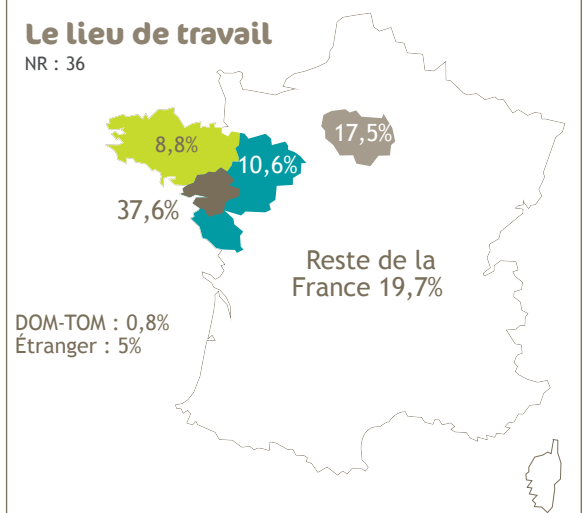 Le lieu de travail
NR : 36
8,8%
17,5%
10,6%
37,6%
Reste de la
France 19,7%
DOM-TOM : 0,8%
Étranger : 5%